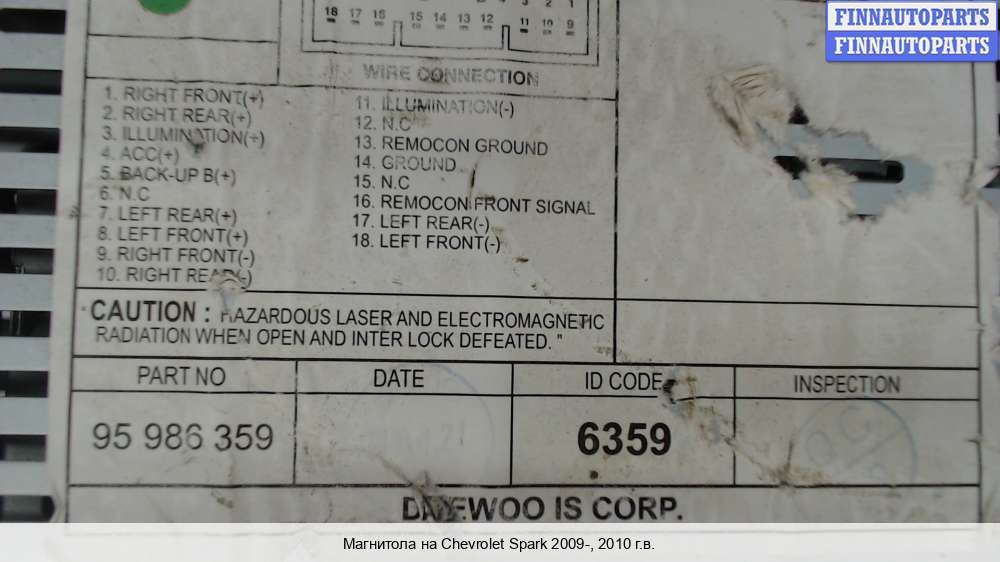 FINNAUTOPARTS
FINNAUTOPARTS
3 2 1
18 17 16 15 14 13 12 11 10 9
WIRE CONNECTION
1. RIGHT FRONT(+)
2. RIGHT REAR(+)
3. ILLUMINATION(+)
4. ACC(+)
5. BACK-UP B(+)
6. N.C
7. LEFT REAR(+)
8. LEFT FRONT(+)
9. RIGHT FRONT(-)
10. RIGHT REAR(-)
11. ILLUMINATION(-)
12. N.C
13. REMOCON GROUND
14. GROUND
15. N.C
16. REMOCON FRONT SIGNAL
17. LEFT REAR(-)
18. LEFT FRONT(-)
CAUTION : HAZARDOUS LASER AND ELECTROMAGNETIC
RADIATION WHEN OPEN AND INTER LOCK DEFEATED. "
PART NO DATE ID CODE INSPECTION
95 986 359 6359
DAEWOO IS CORP.
Магнитола на Chevrolet Spark 2009-, 2010 г.в.